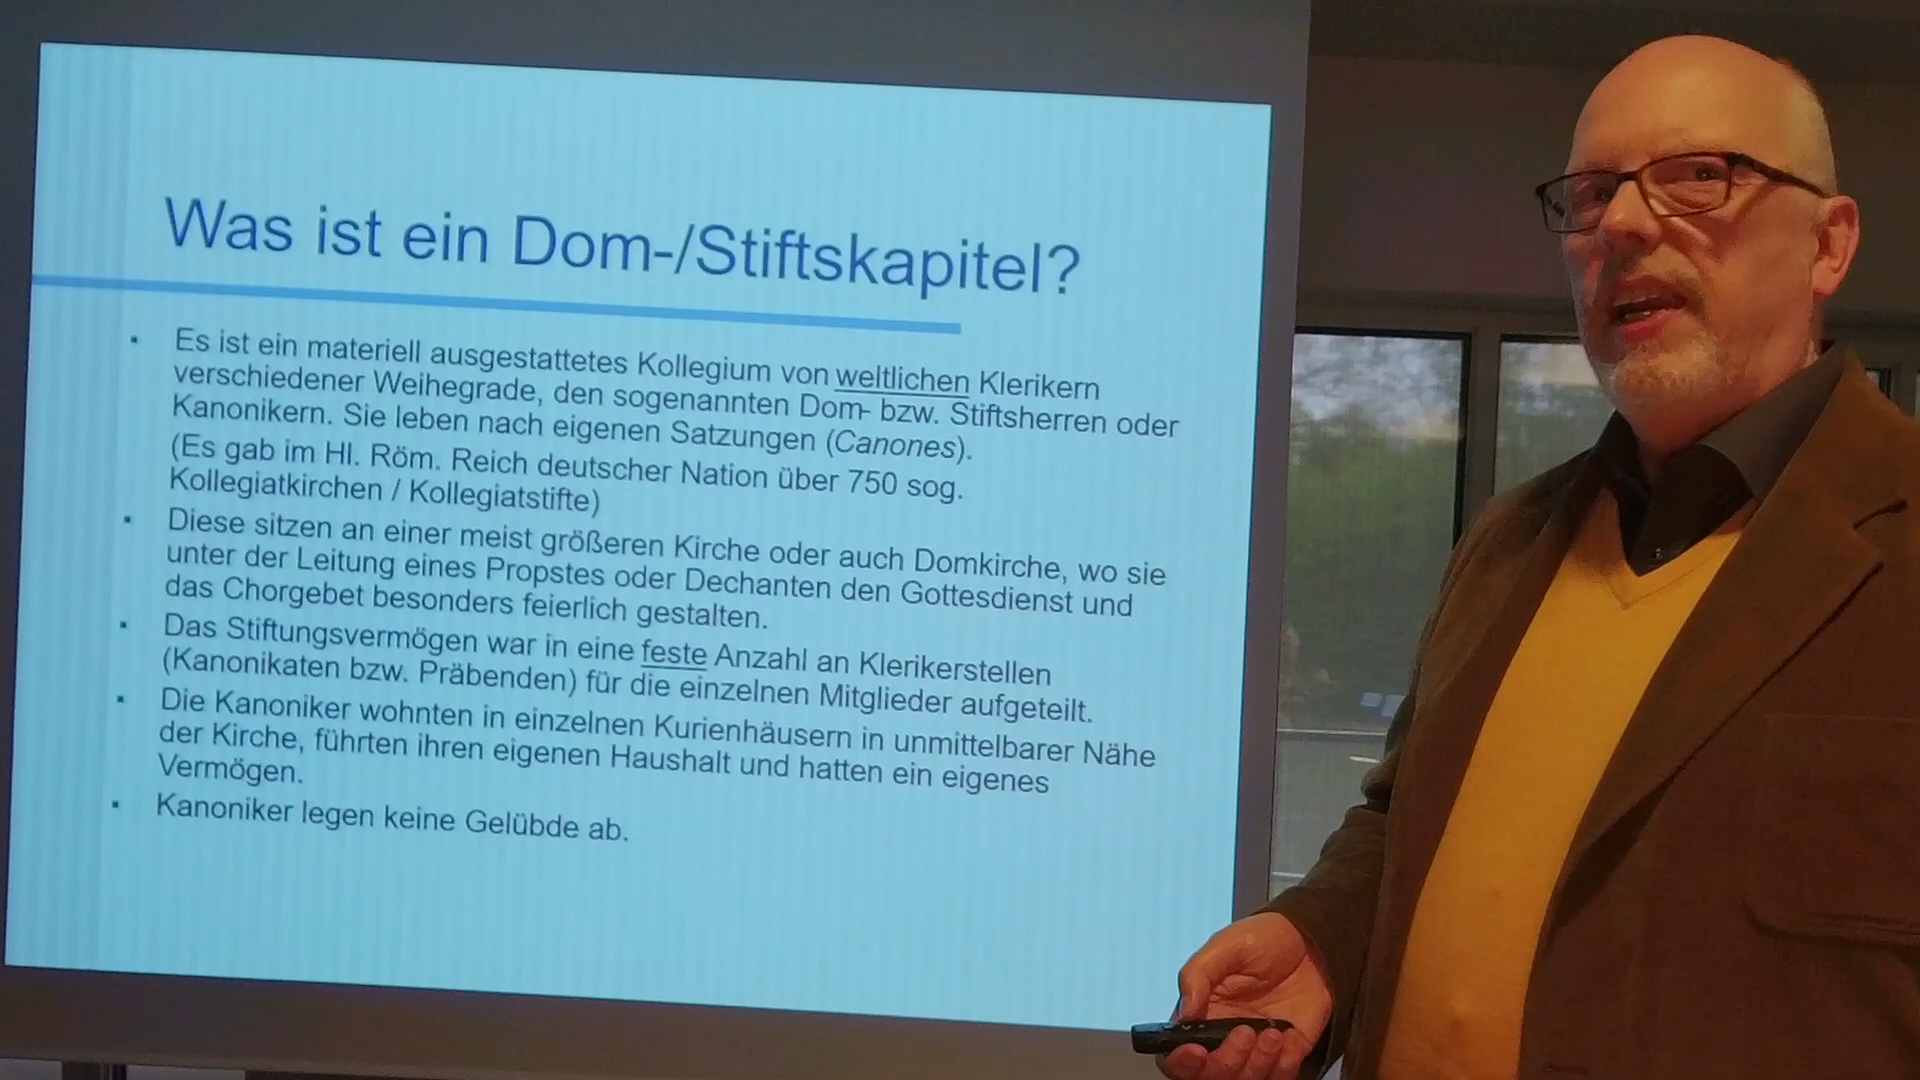 Was ist ein Dom-/Stiftskapitel?
▪ Es ist ein materiell ausgestattetes Kollegium von weltlichen Klerikern
verschiedener Weihegrade, den sogenannten Dom- bzw. Stiftsherren oder
Kanonikern. Sie leben nach eigenen Satzungen (Canones).
(Es gab im Hl. Röm. Reich deutscher Nation über 750 sog.
Kollegiatkirchen / Kollegiatstifte)
▪ Diese sitzen an einer meist größeren Kirche oder auch Domkirche, wo sie
unter der Leitung eines Propstes oder Dechanten den Gottesdienst und
das Chorgebet besonders feierlich gestalten.
▪ Das Stiftungsvermögen war in eine feste Anzahl an Klerikerstellen
(Kanonikaten bzw. Präbenden) für die einzelnen Mitglieder aufgeteilt.
▪ Die Kanoniker wohnten in einzelnen Kurienhäusern in unmittelbarer Nähe
der Kirche, führten ihren eigenen Haushalt und hatten ein eigenes
Vermögen.
▪ Kanoniker legen keine Gelübde ab.